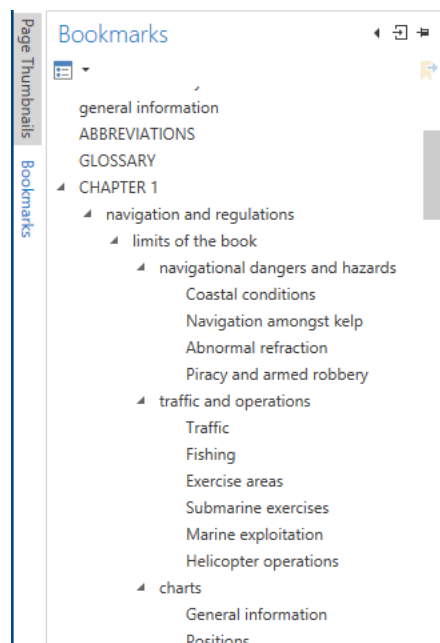 Page Thumbnails
Bookmarks
Bookmarks
general information
ABBREVIATIONS
GLOSSARY
CHAPTER 1
navigation and regulations
limits of the book
navigational dangers and hazards
Coastal conditions
Navigation amongst kelp
Abnormal refraction
Piracy and armed robbery
traffic and operations
Traffic
Fishing
Exercise areas
Submarine exercises
Marine exploitation
Helicopter operations
charts
General information
Positions